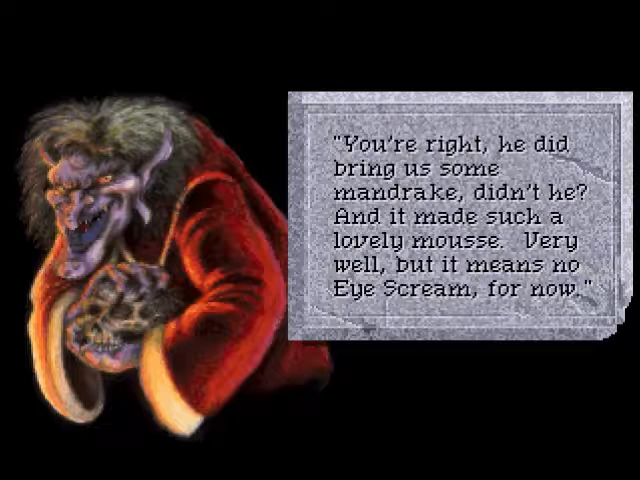 "You're right, he did
bring us some
mandrake, didn't he?
And it made such a
lovely mousse. Very
well, but it means no
Eye Scream, for now."